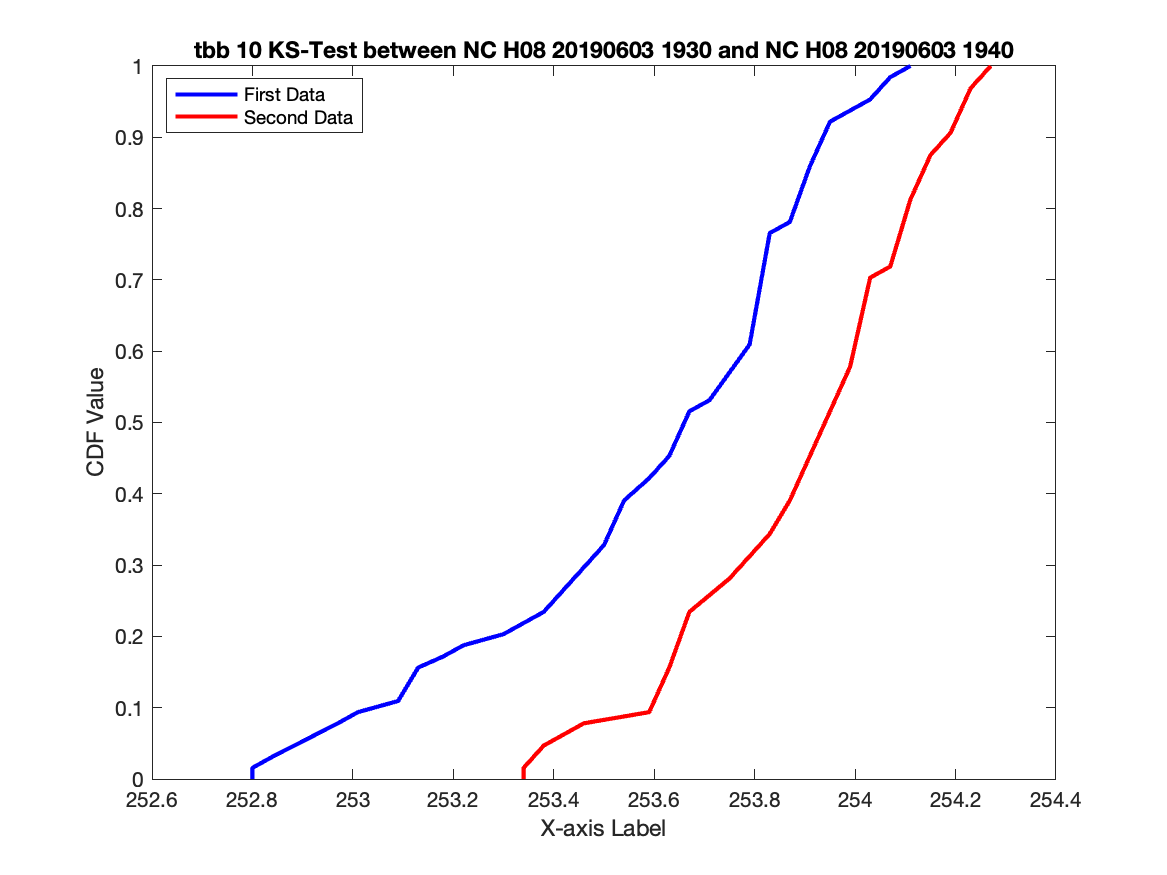 tbb 10 KS-Test between NC H08 20190603 1930 and NC H08 20190603 1940
First Data
Second Data
1
0.9
0.8
0.7
0.6
0.5
0.4
0.3
0.2
0.1
0
CDF Value
252.6 252.8 253 253.2 253.4 253.6 253.8 254 254.2 254.4
X-axis Label